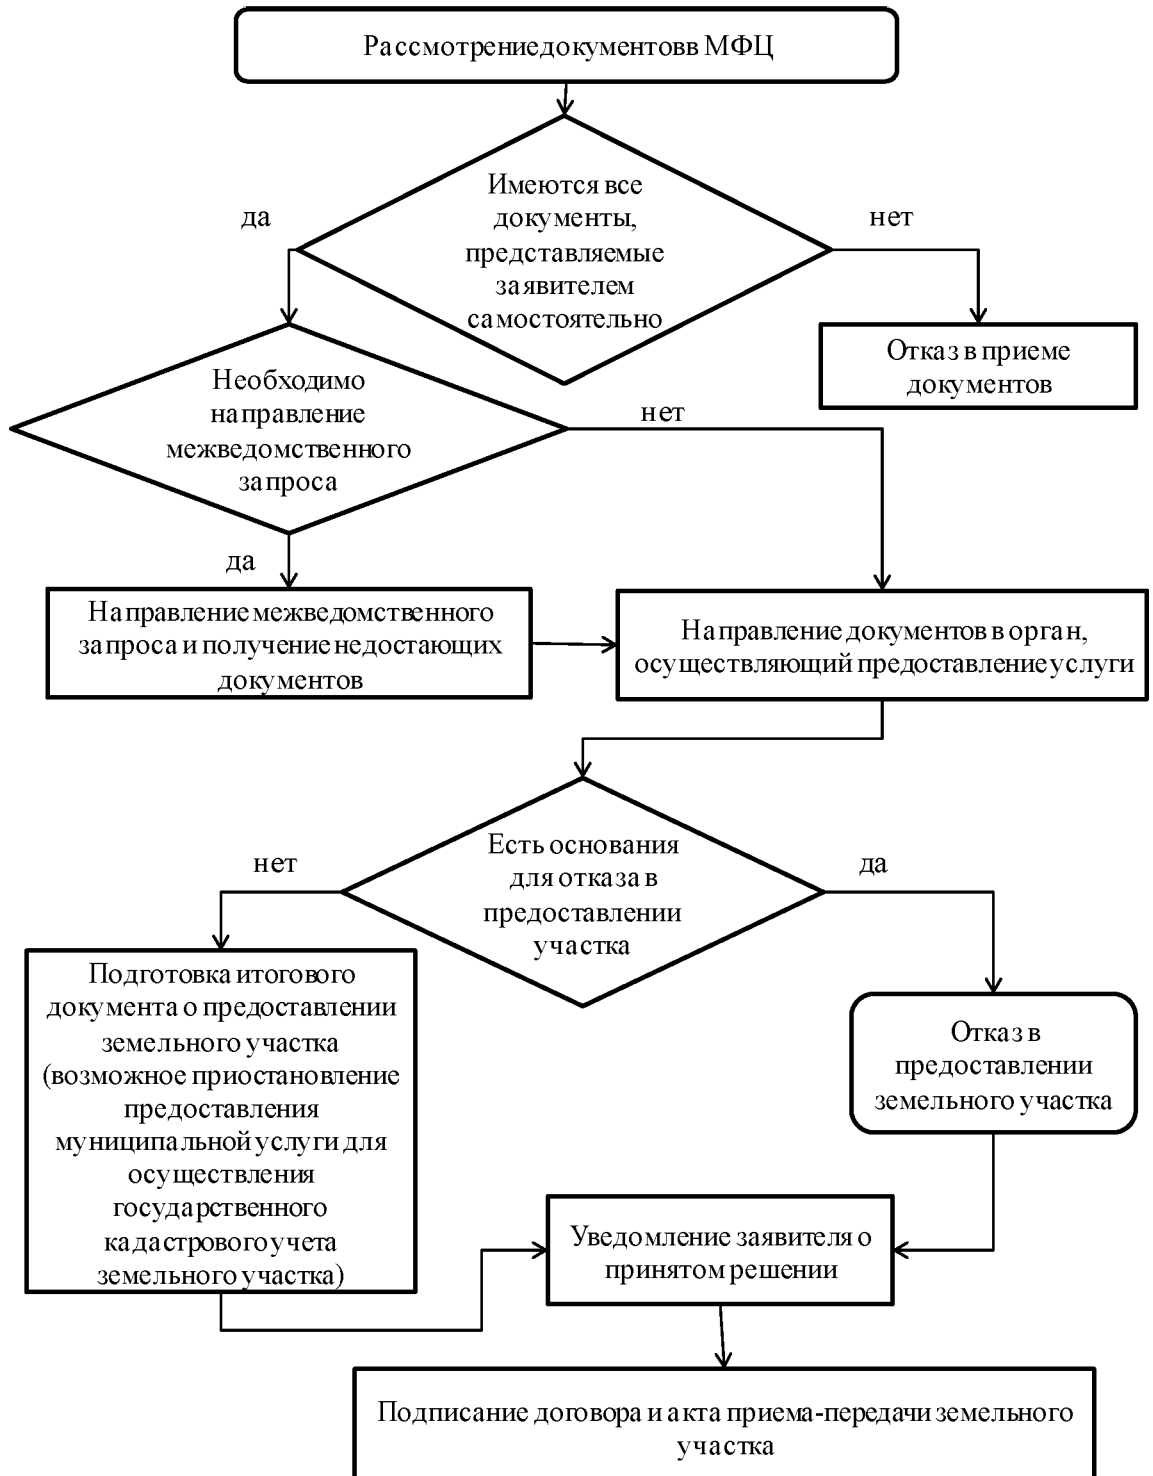 Рассмотрение документов в МФЦ
Имеются все
документы,
представляемые
заявителем
самостоятельно
да
нет
Отказ в приеме
документов
Необходимо
направление
межведомственного
запроса
нет
да
Направление межведомственного
запроса и получение недостающих
документов
Направление документов в орган,
осуществляющий предоставление услуги
Есть основания
для отказа в
предоставлении
участка
нет
да
Подготовка итогового
документа о предоставлении
земельного участка
(возможное приостановление
предоставления
муниципальной услуги для
осуществления
государственного
кадастрового учета
земельного участка)
Отказ в
предоставлении
земельного участка
Уведомление заявителя о
принятом решении
Подписание договора и акта приема-передачи земельного
участка